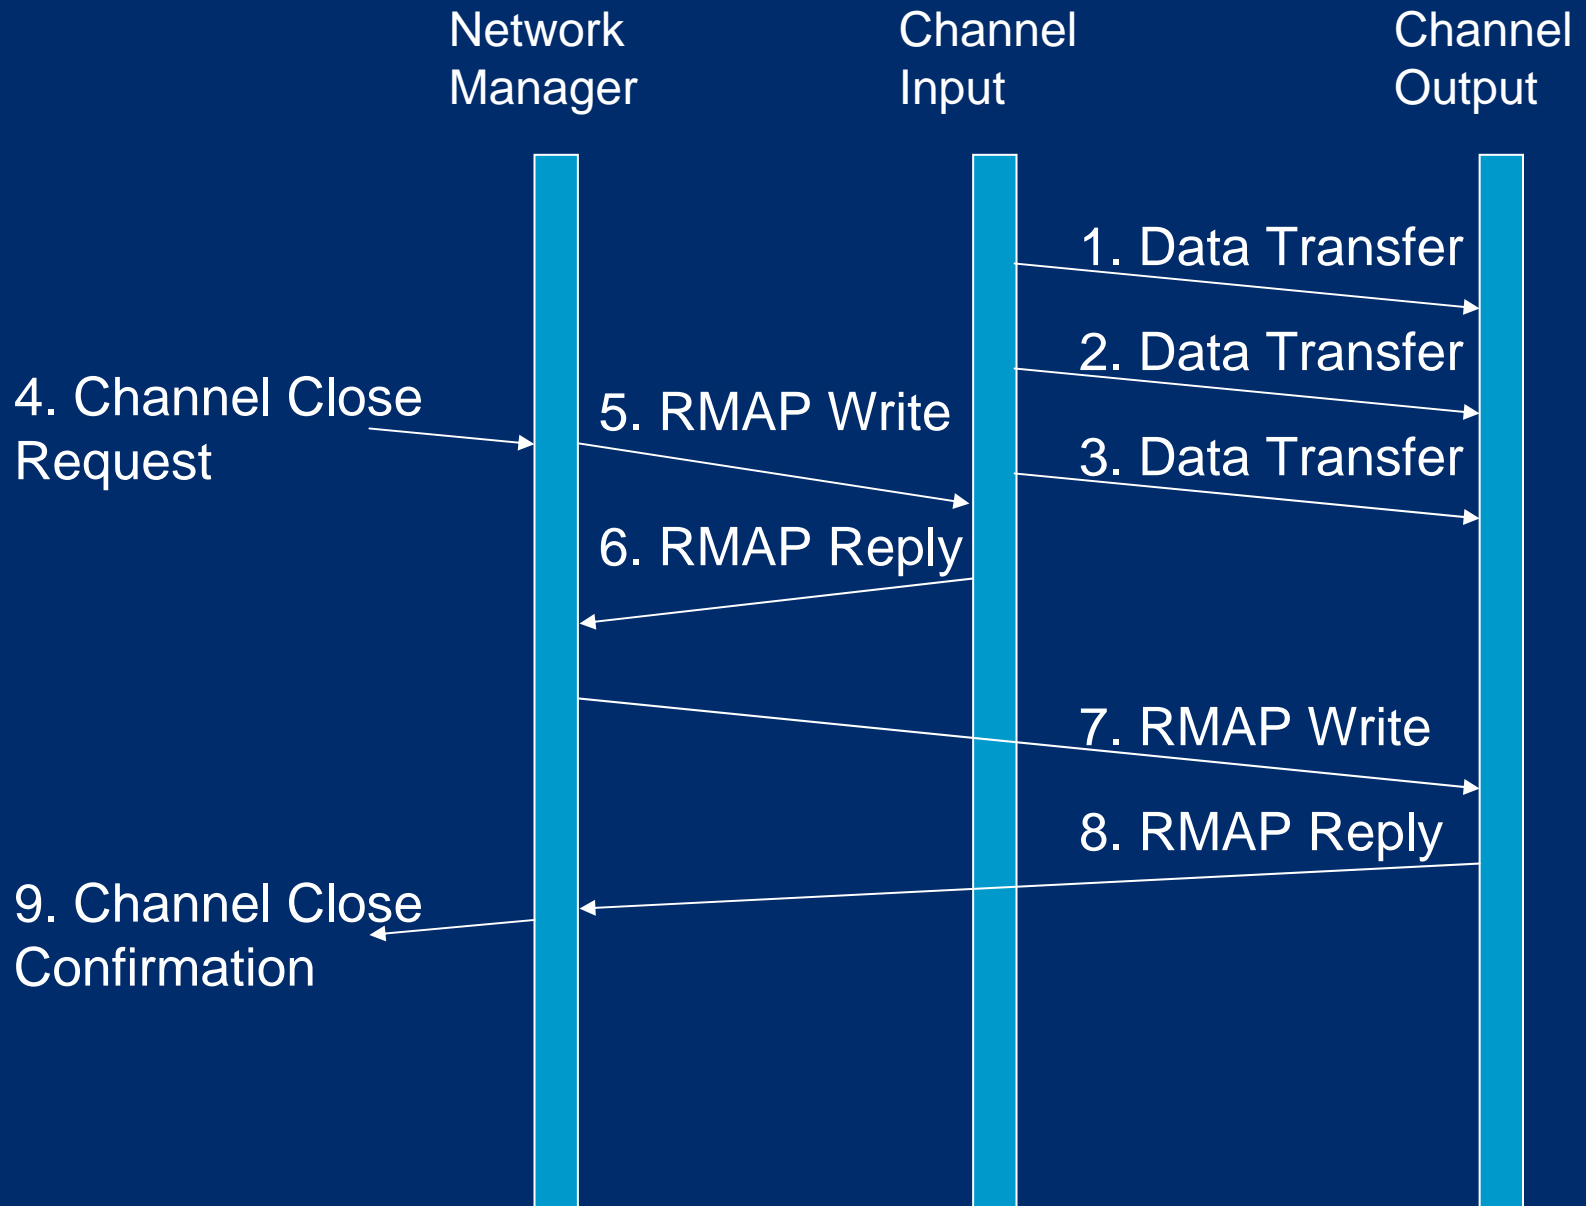 Network
Manager
Channel
Input
Channel
Output
1. Data Transfer
2. Data Transfer
4. Channel Close
Request
5. RMAP Write
3. Data Transfer
6. RMAP Reply
7. RMAP Write
8. RMAP Reply
9. Channel Close
Confirmation